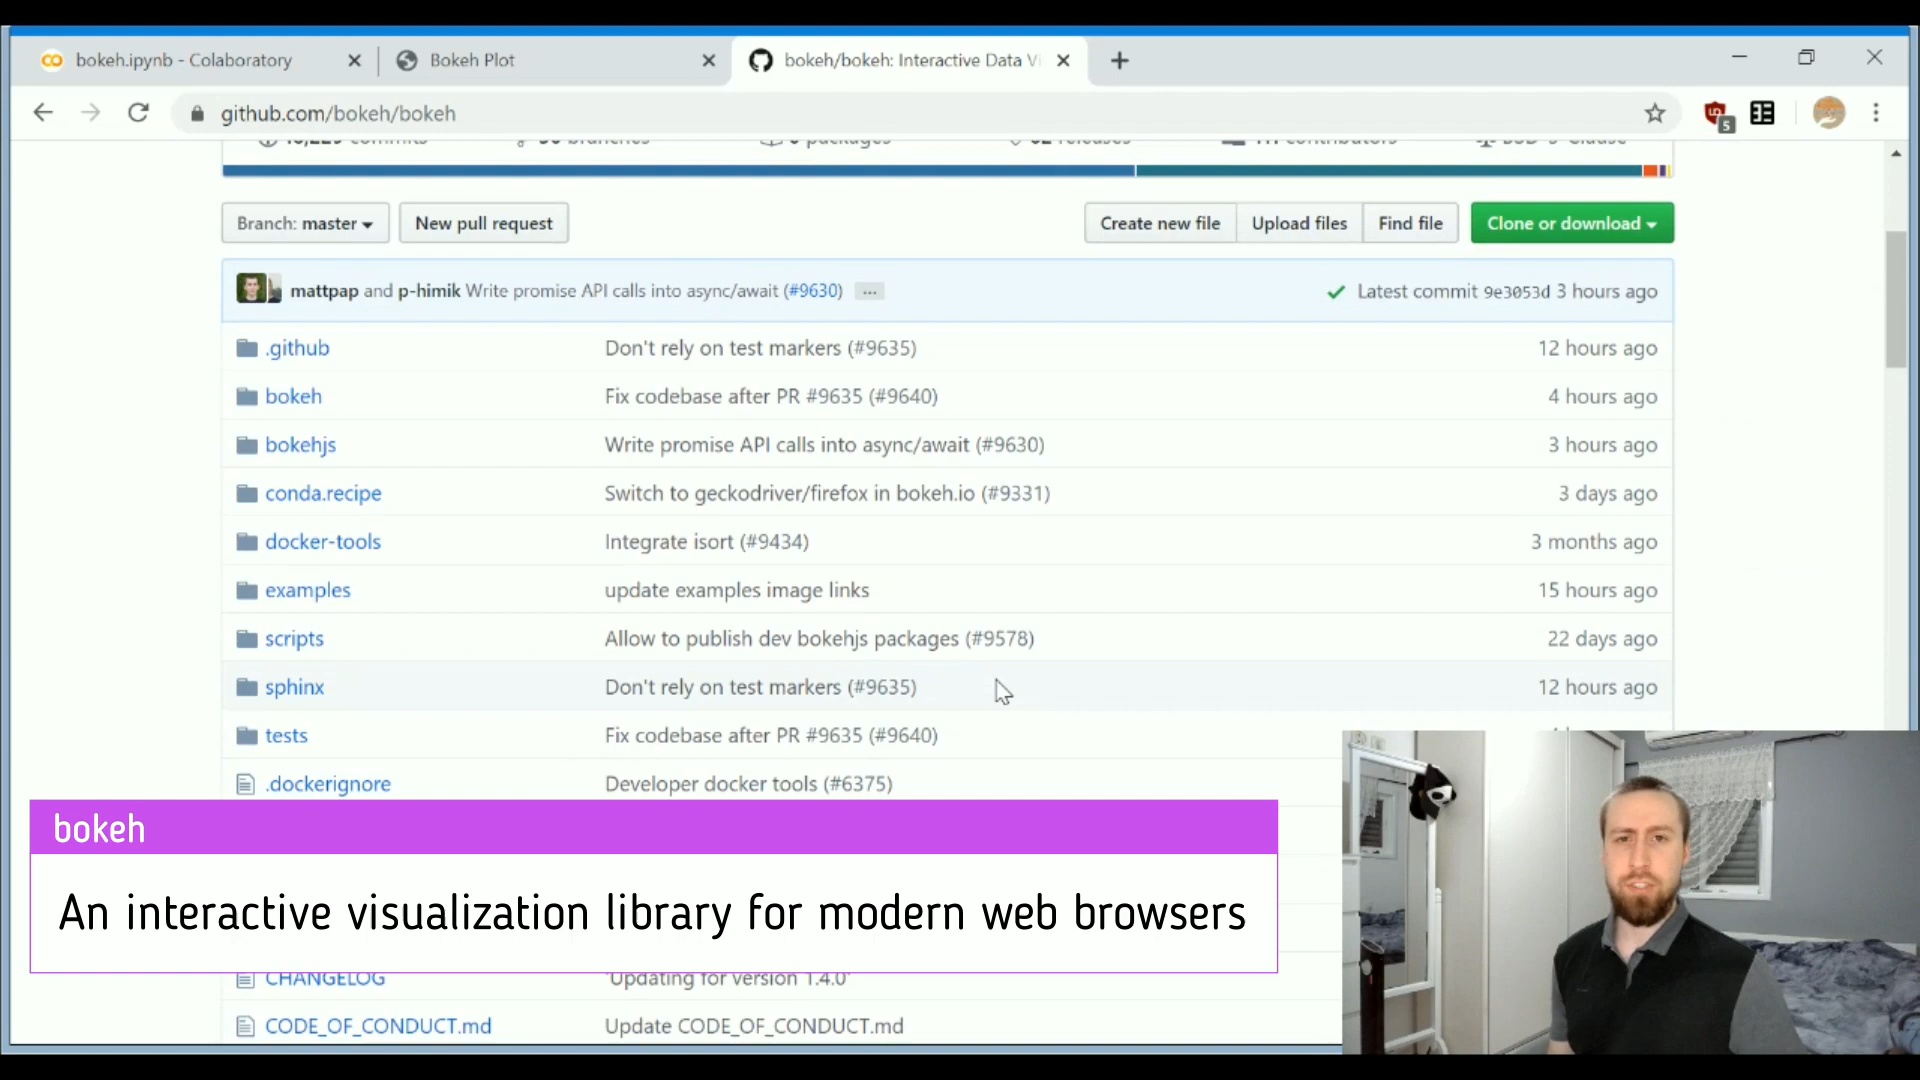 bokeh.ipynb - Colaboratory
Bokeh Plot
bokeh/bokeh: Interactive Data Vi
github.com/bokeh/bokeh
5
commits
branches
packages
releases
contributors
Branch: master
New pull request
Create new file
Upload files
Find file
Clone or download
mattpap and p-himik Write promise API calls into async/await (#9630) ...
Latest commit 9e3053d 3 hours ago
.github Don't rely on test markers (#9635) 12 hours ago
bokeh Fix codebase after PR #9635 (#9640) 4 hours ago
bokehjs Write promise API calls into async/await (#9630) 3 hours ago
conda.recipe Switch to geckodriver/firefox in bokeh.io (#9331) 3 days ago
docker-tools Integrate isort (#9434) 3 months ago
examples update examples image links 15 hours ago
scripts Allow to publish dev bokehjs packages (#9578) 22 days ago
sphinx Don't rely on test markers (#9635) 12 hours ago
tests Fix codebase after PR #9635 (#9640)
.dockerignore Developer docker tools (#6375)
bokeh
An interactive visualization library for modern web browsers
CHANGELOG 'Updating for version 1.4.0'
CODE_OF_CONDUCT.md Update CODE_OF_CONDUCT.md